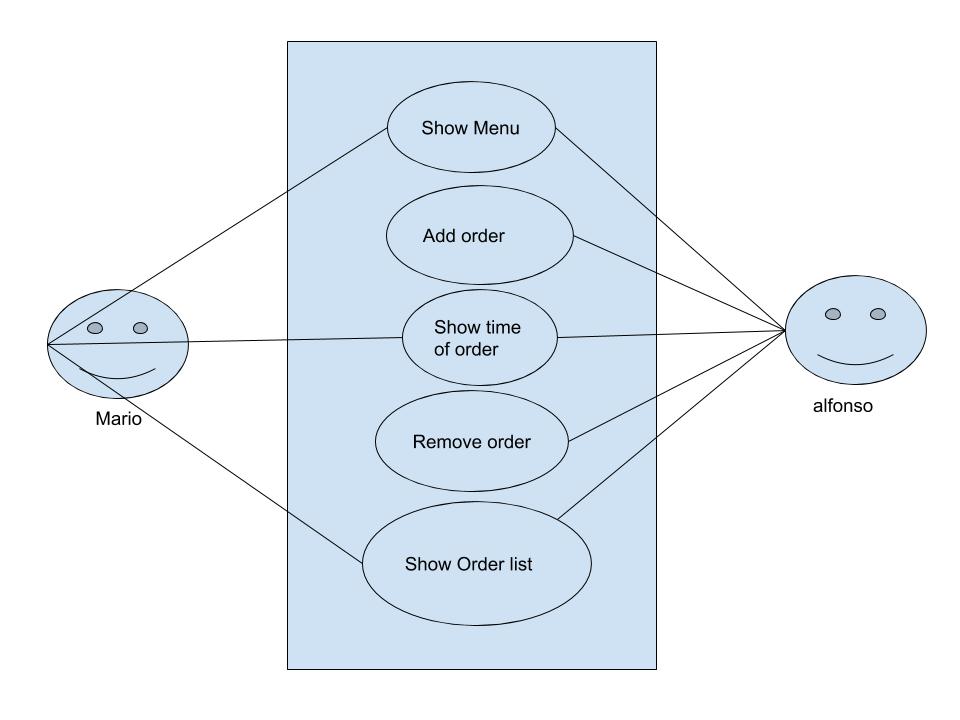 Show Menu
Add order
Show time
of order
Remove order
Show Order list
Mario
alfonso